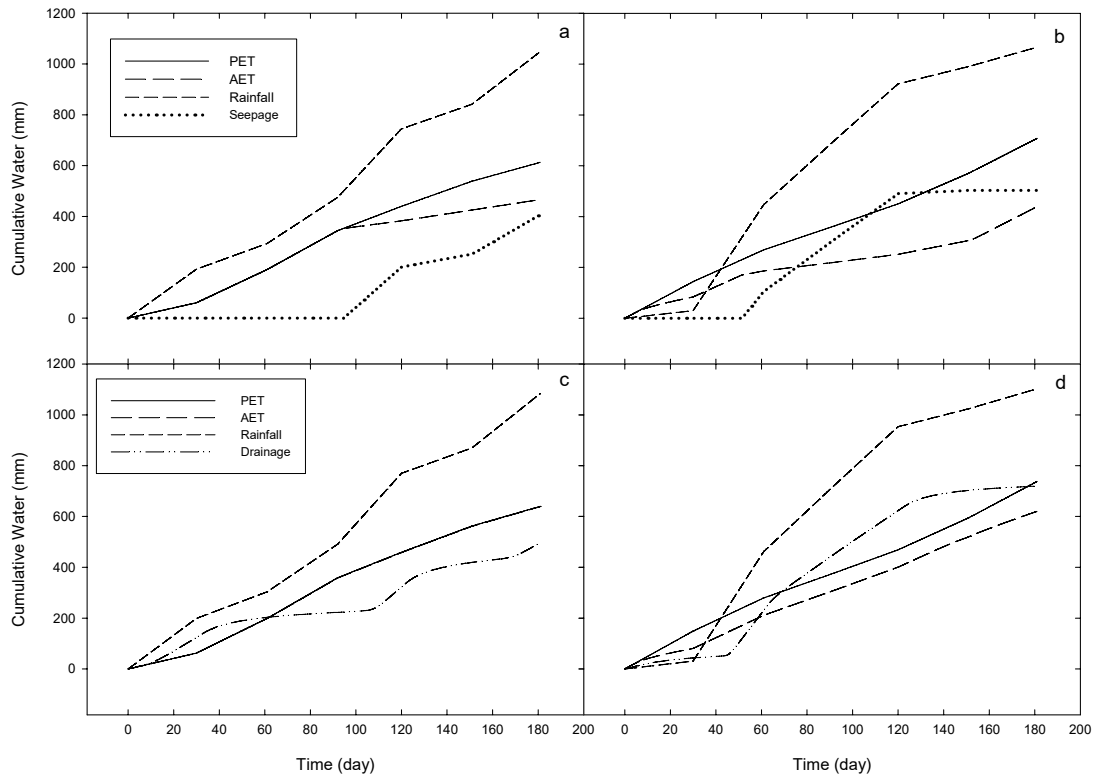 a
b
1200
1000
800
600
400
200
0
Cumulative Water (mm)
PET
AET
Rainfall
Seepage
c
d
1200
1000
800
600
400
200
0
Cumulative Water (mm)
PET
AET
Rainfall
Drainage
0 20 40 60 80 100 120 140 160 180 200
0 20 40 60 80 100 120 140 160 180 200
Time (day)
Time (day)